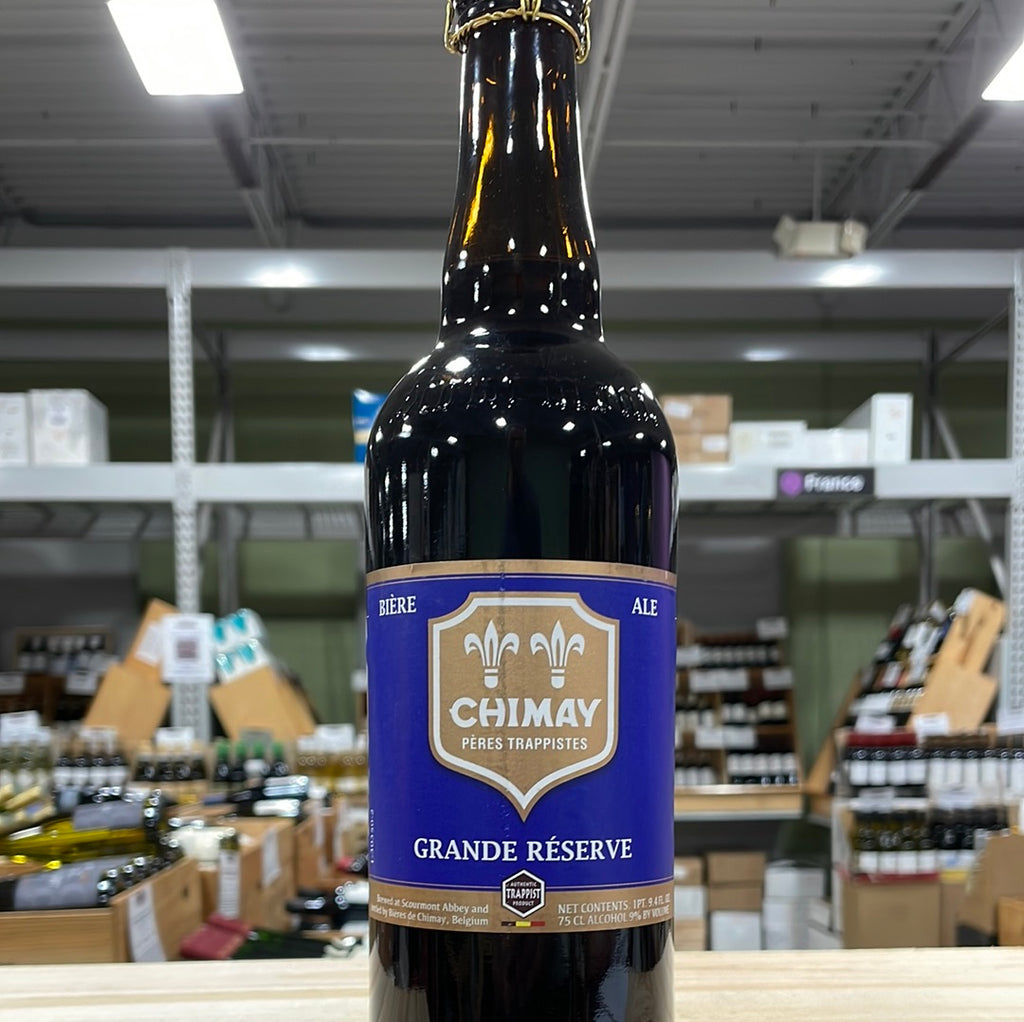 France
BIÈRE
ALE
CHIMAY
PÈRES TRAPPISTES
GRANDE RÉSERVE
AUTHENTIC
TRAPPIST
PRODUCT
Brewed at Scourmont Abbey and
bottled by Bières de Chimay, Belgium
NET CONTENTS. 1PT. 9.4 FL. OZ
75 CL ALCOHOL 9% BY VOLUME